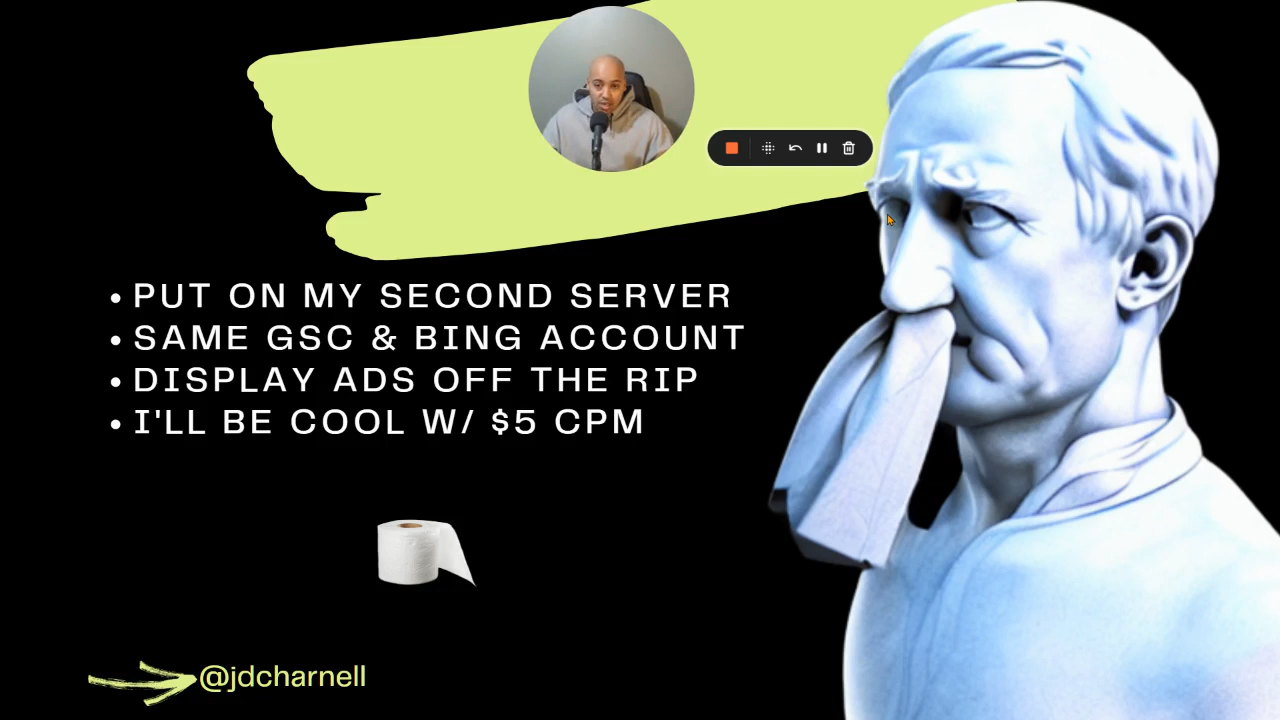 PUT ON MY SECOND SERVER
SAME GSC & BING ACCOUNT
DISPLAY ADS OFF THE RIP
I'LL BE COOL W/ $5 CPM
@jdcharnell